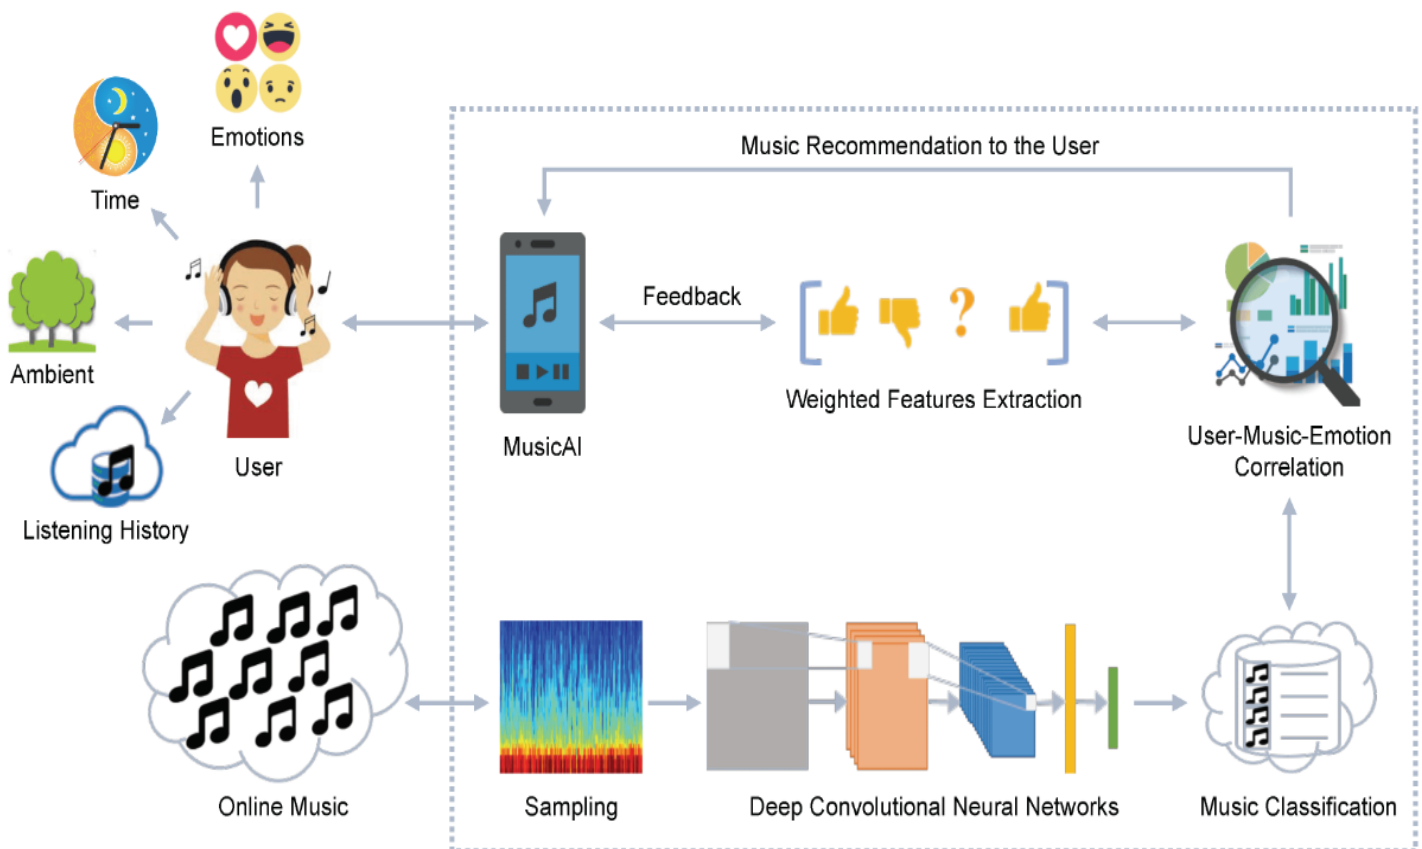 Emotions
Time
Ambient
Listening History
User
Music Recommendation to the User
MusicAI
Feedback
Weighted Features Extraction
User-Music-Emotion
Correlation
Online Music
Sampling
Deep Convolutional Neural Networks
Music Classification